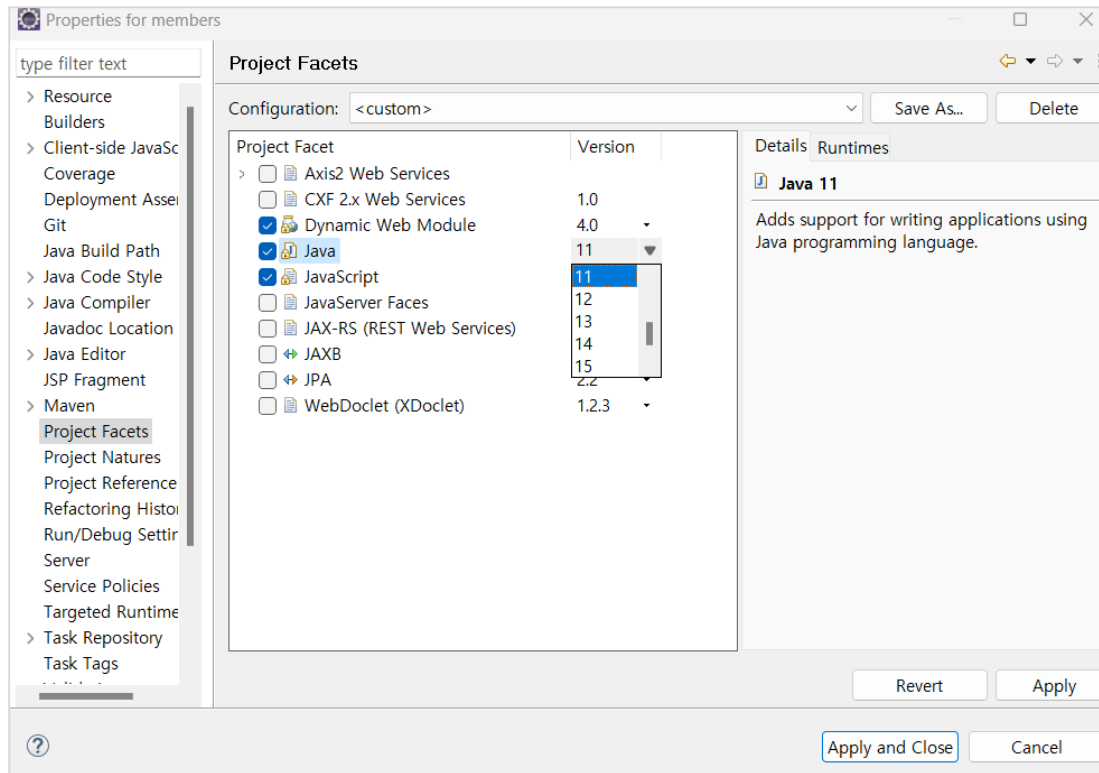 Properties for members
type filter text
Resource
Builders
Client-side JavaSc
Coverage
Deployment Asse
Git
Java Build Path
Java Code Style
Java Compiler
Javadoc Location
Java Editor
JSP Fragment
Maven
Project Facets
Project Natures
Project Reference
Refactoring Histo
Run/Debug Settin
Server
Service Policies
Targeted Runtime
Task Repository
Task Tags
Project Facets
Configuration: <custom> Save As... Delete
Project Facet Version
Axis2 Web Services
CXF 2.x Web Services 1.0
Dynamic Web Module 4.0
Java 11
JavaScript
JavaServer Faces
JAX-RS (REST Web Services)
JAXB
JPA 2.2
WebDoclet (XDoclet) 1.2.3
11
12
13
14
15
Details Runtimes
Java 11
Adds support for writing applications using
Java programming language.
Revert Apply
? Apply and Close Cancel